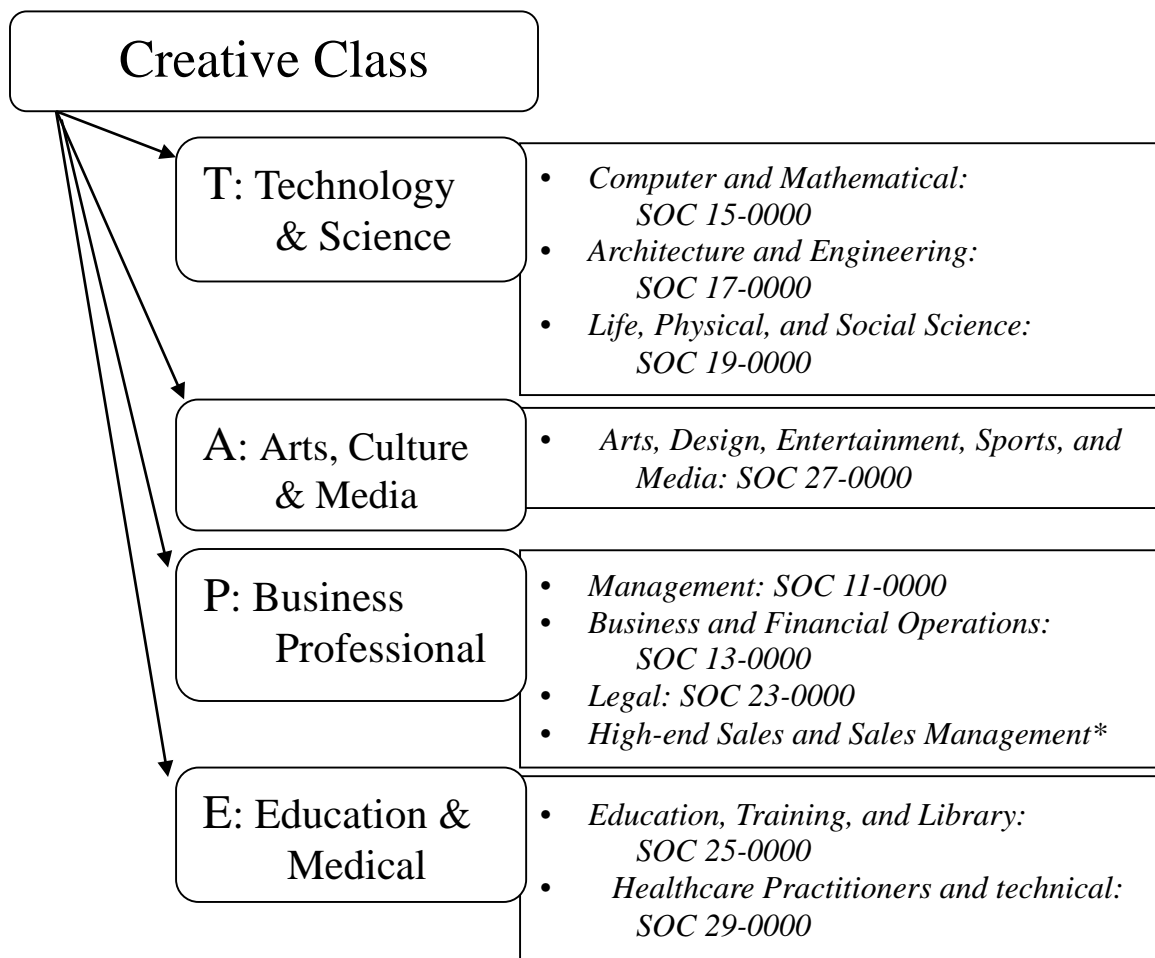 Creative Class
T: Technology
& Science
• Computer and Mathematical:
SOC 15-0000
• Architecture and Engineering:
SOC 17-0000
• Life, Physical, and Social Science:
SOC 19-0000
A: Arts, Culture
& Media
• Arts, Design, Entertainment, Sports, and
Media: SOC 27-0000
P: Business
Professional
• Management: SOC 11-0000
• Business and Financial Operations:
SOC 13-0000
• Legal: SOC 23-0000
• High-end Sales and Sales Management*
E: Education &
Medical
• Education, Training, and Library:
SOC 25-0000
• Healthcare Practitioners and technical:
SOC 29-0000